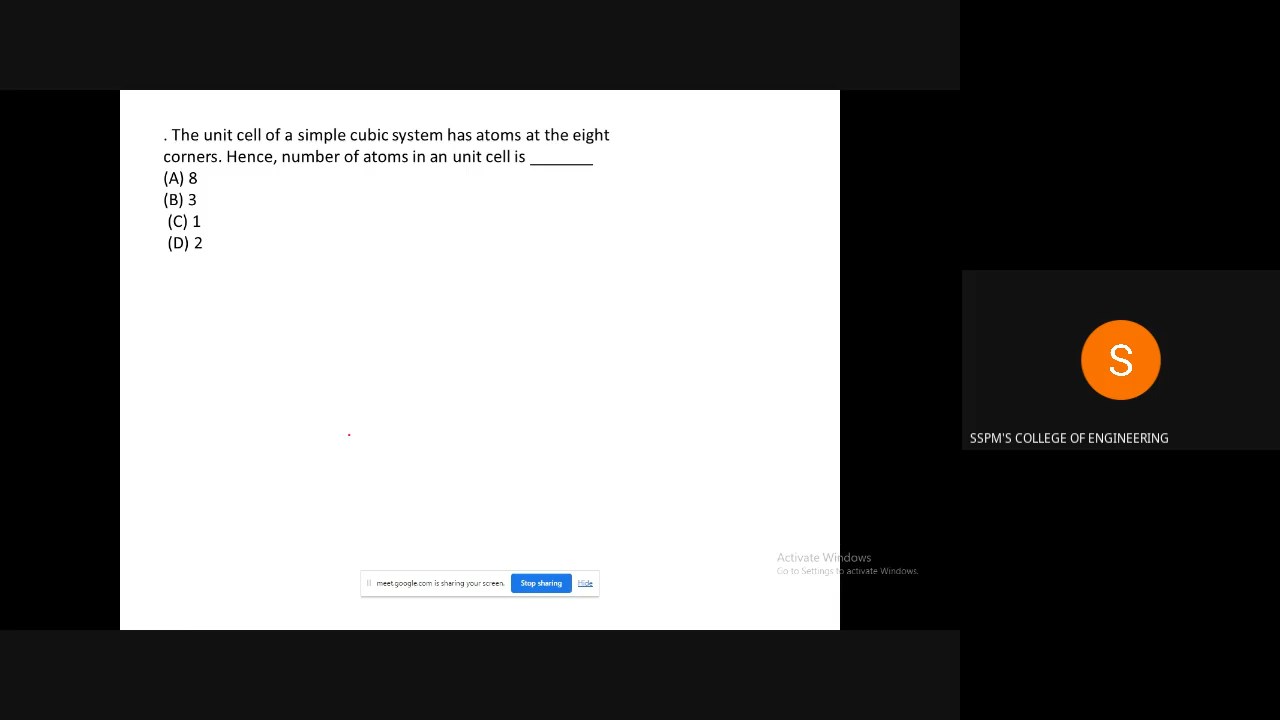 . The unit cell of a simple cubic system has atoms at the eight
corners. Hence, number of atoms in an unit cell is _______
(A) 8
(B) 3
(C) 1
(D) 2
S
SSPM'S COLLEGE OF ENGINEERING
Activate Windows
Go to Settings to activate Windows.
meet.google.com is sharing your screen. Stop sharing Hide